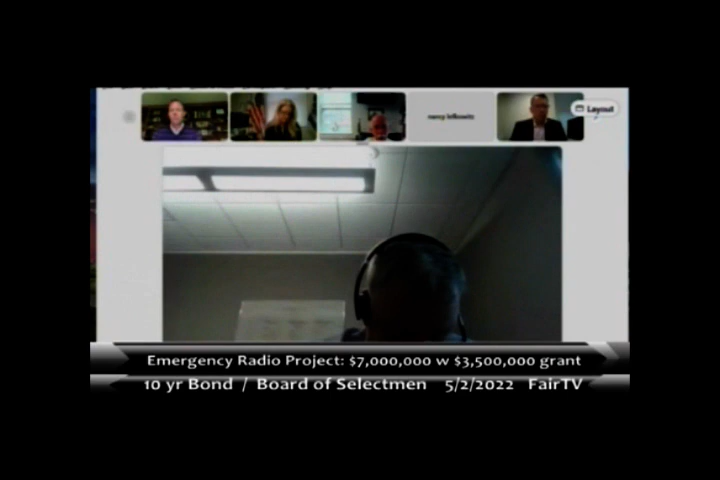 Layout
nancy lefkowitz
Emergency Radio Project: $7,000,000 w $3,500,000 grant
10 yr Bond / Board of Selectmen 5/2/2022 FairTV